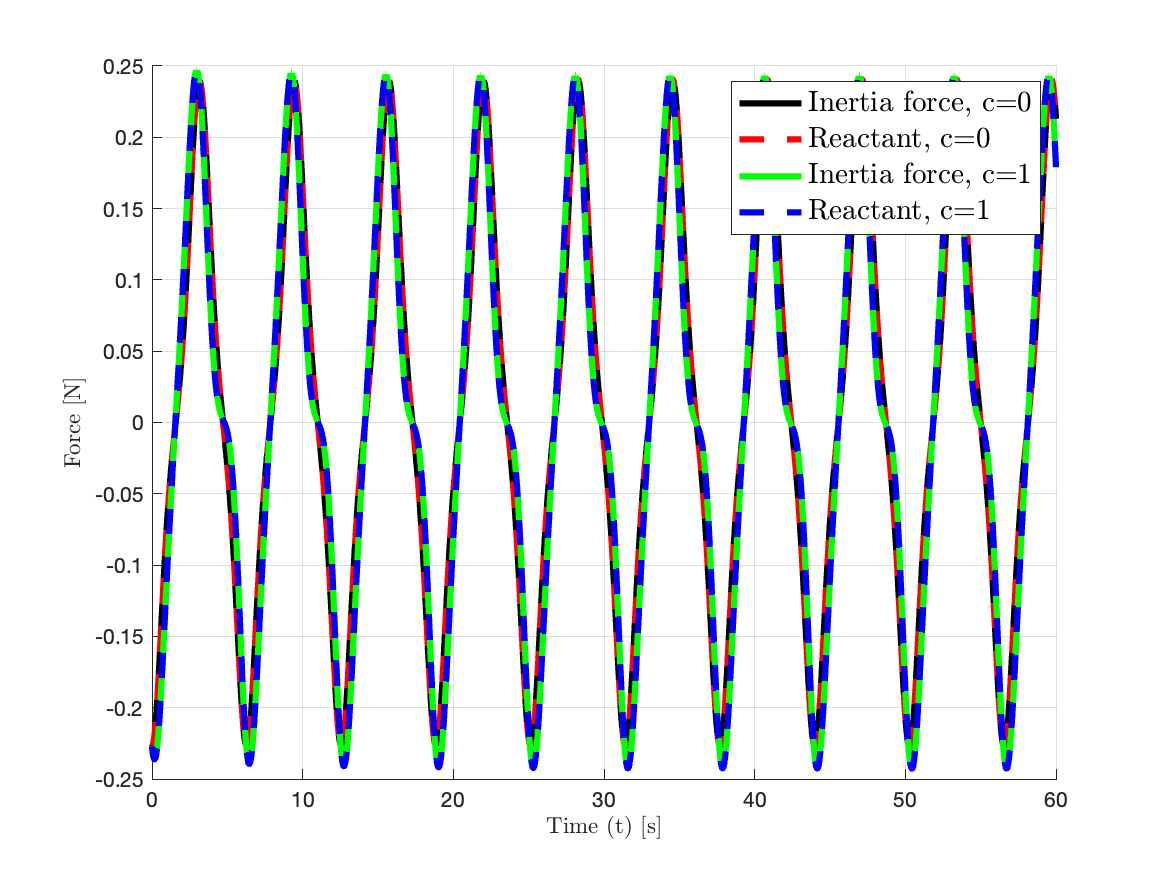 0.25
0.2
0.15
0.1
0.05
0
-0.05
-0.1
-0.15
-0.2
-0.25
Force [N]
Inertia force, c=0
Reactant, c=0
Inertia force, c=1
Reactant, c=1
0 10 20 30 40 50 60
Time (t) [s]